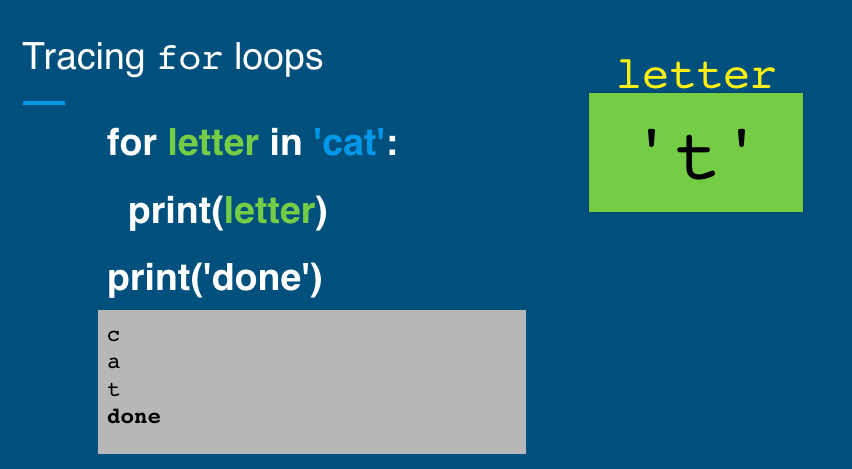 Tracing for loops
for letter in 'cat':
print(letter)
print('done')
c
a
t
done
letter
't'